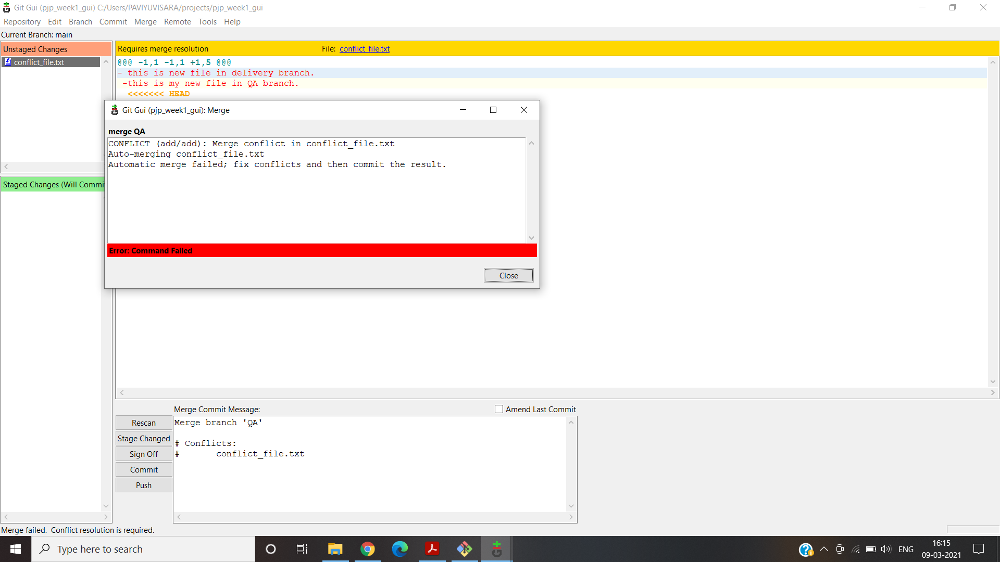 Git Gui (pjp_week1_gui) C:/Users/PAVIYUVISARA/projects/pjp_week1_gui
Repository Edit Branch Commit Merge Remote Tools Help
Current Branch: main
Unstaged Changes
conflict_file.txt
Requires merge resolution File: conflict_file.txt
@@@ -1,1 -1,1 +1,5 @@@
- this is new file in delivery branch.
-this is my new file in QA branch.
<<<<<<< HEAD
Git Gui (pjp_week1_gui): Merge
merge QA
CONFLICT (add/add): Merge conflict in conflict_file.txt
Auto-merging conflict_file.txt
Automatic merge failed; fix conflicts and then commit the result.
Error: Command Failed
Close
Staged Changes (Will Commi
Merge Commit Message:
Amend Last Commit
Rescan
Stage Changed
Sign Off
Commit
Push
Merge branch 'QA'
# Conflicts:
# conflict_file.txt
Merge failed. Conflict resolution is required.
Type here to search
ENG
16:15
09-03-2021